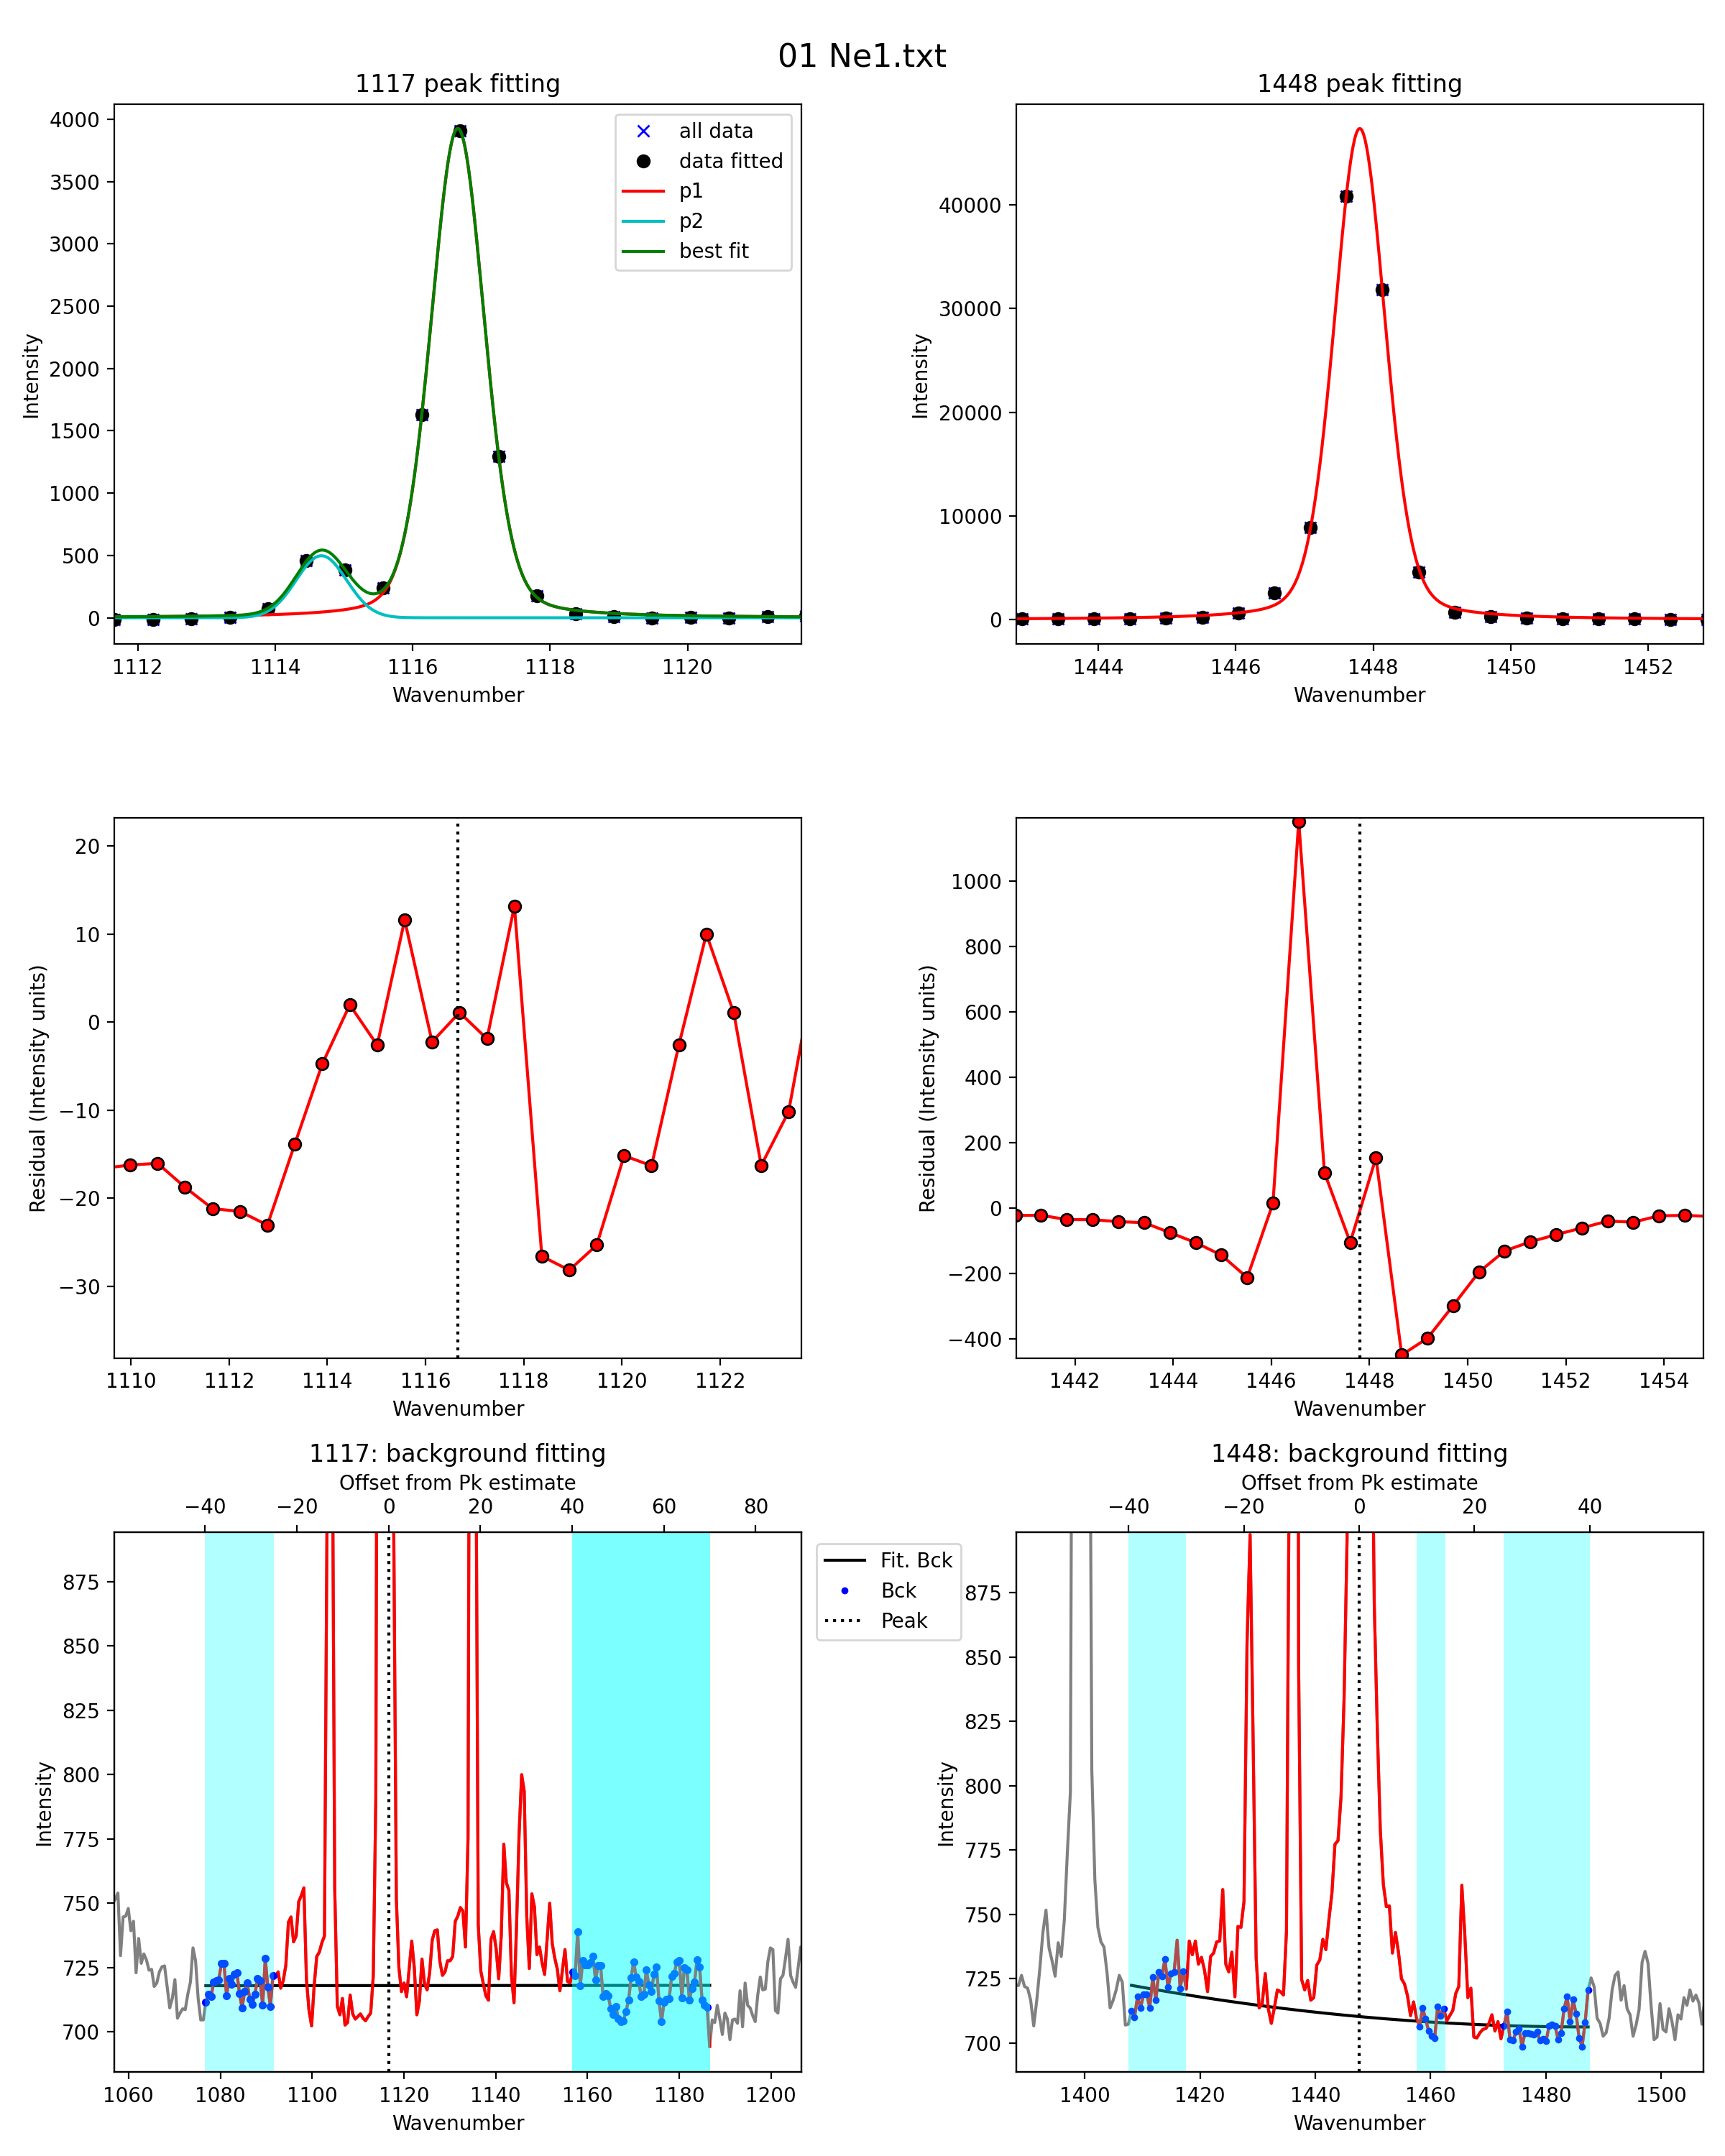 01 Ne1.txt
1117 peak fitting
4000
3500
3000
2500
2000
1500
1000
500
0
Intensity
all data
data fitted
p1
p2
best fit
1112 1114 1116 1118 1120
Wavenumber
1448 peak fitting
40000
30000
20000
10000
0
Intensity
1444 1446 1448 1450 1452
Wavenumber
20
10
0
−10
−20
−30
Residual (Intensity units)
1110 1112 1114 1116 1118 1120 1122
Wavenumber
1000
800
600
400
200
0
−200
−400
Residual (Intensity units)
1442 1444 1446 1448 1450 1452 1454
Wavenumber
1117: background fitting
Offset from Pk estimate
−40 −20 0 20 40 60 80
875
850
825
800
775
750
725
700
Intensity
1060 1080 1100 1120 1140 1160 1180 1200
Wavenumber
Fit. Bck
Bck
Peak
1448: background fitting
Offset from Pk estimate
−40 −20 0 20 40
875
850
825
800
775
750
725
700
Intensity
1400 1420 1440 1460 1480 1500
Wavenumber